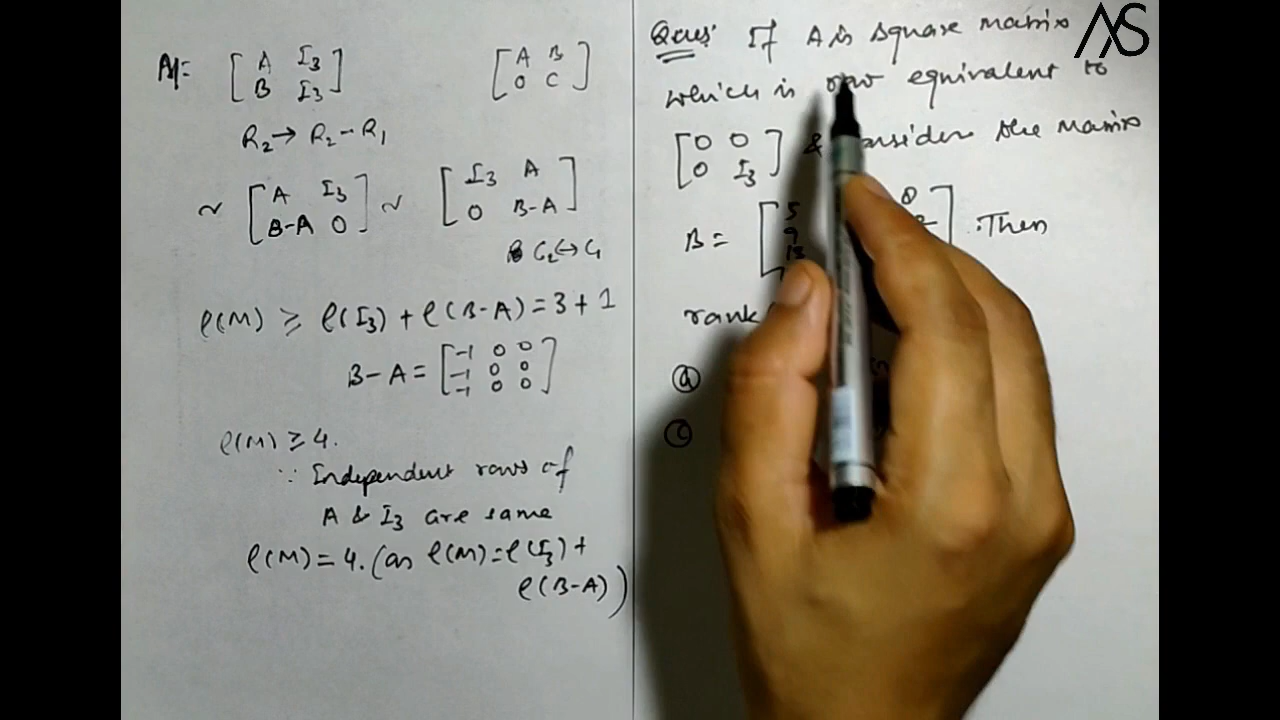 M= [ A I₃ ] [ A B ]
[ B I₃ ] [ 0 C ]
R₂ → R₂ - R₁
~ [ A I₃ ] ~ [ I₃ A ]
[ B-A 0 ] [ 0 B-A ]
C₂ ↔ C₁
ρ(M) ≥ ρ(I₃) + ρ(B-A) = 3 + 1
B-A = [ -1 0 0 ]
[ -1 0 0 ]
[ -1 0 0 ]
ρ(M) ≥ 4.
∵ Independent rows of
A & I₃ are same
ρ(M) = 4. (as ρ(M) = ρ(I₃) +
ρ(B-A))
AS
Ques: If A is square matrix
which is row equivalent to
[ 0 0 ] & consider the matrix
[ 0 I₃ ]
B = [ 5 0 ] . Then
9
13
rank
(a)
(c)